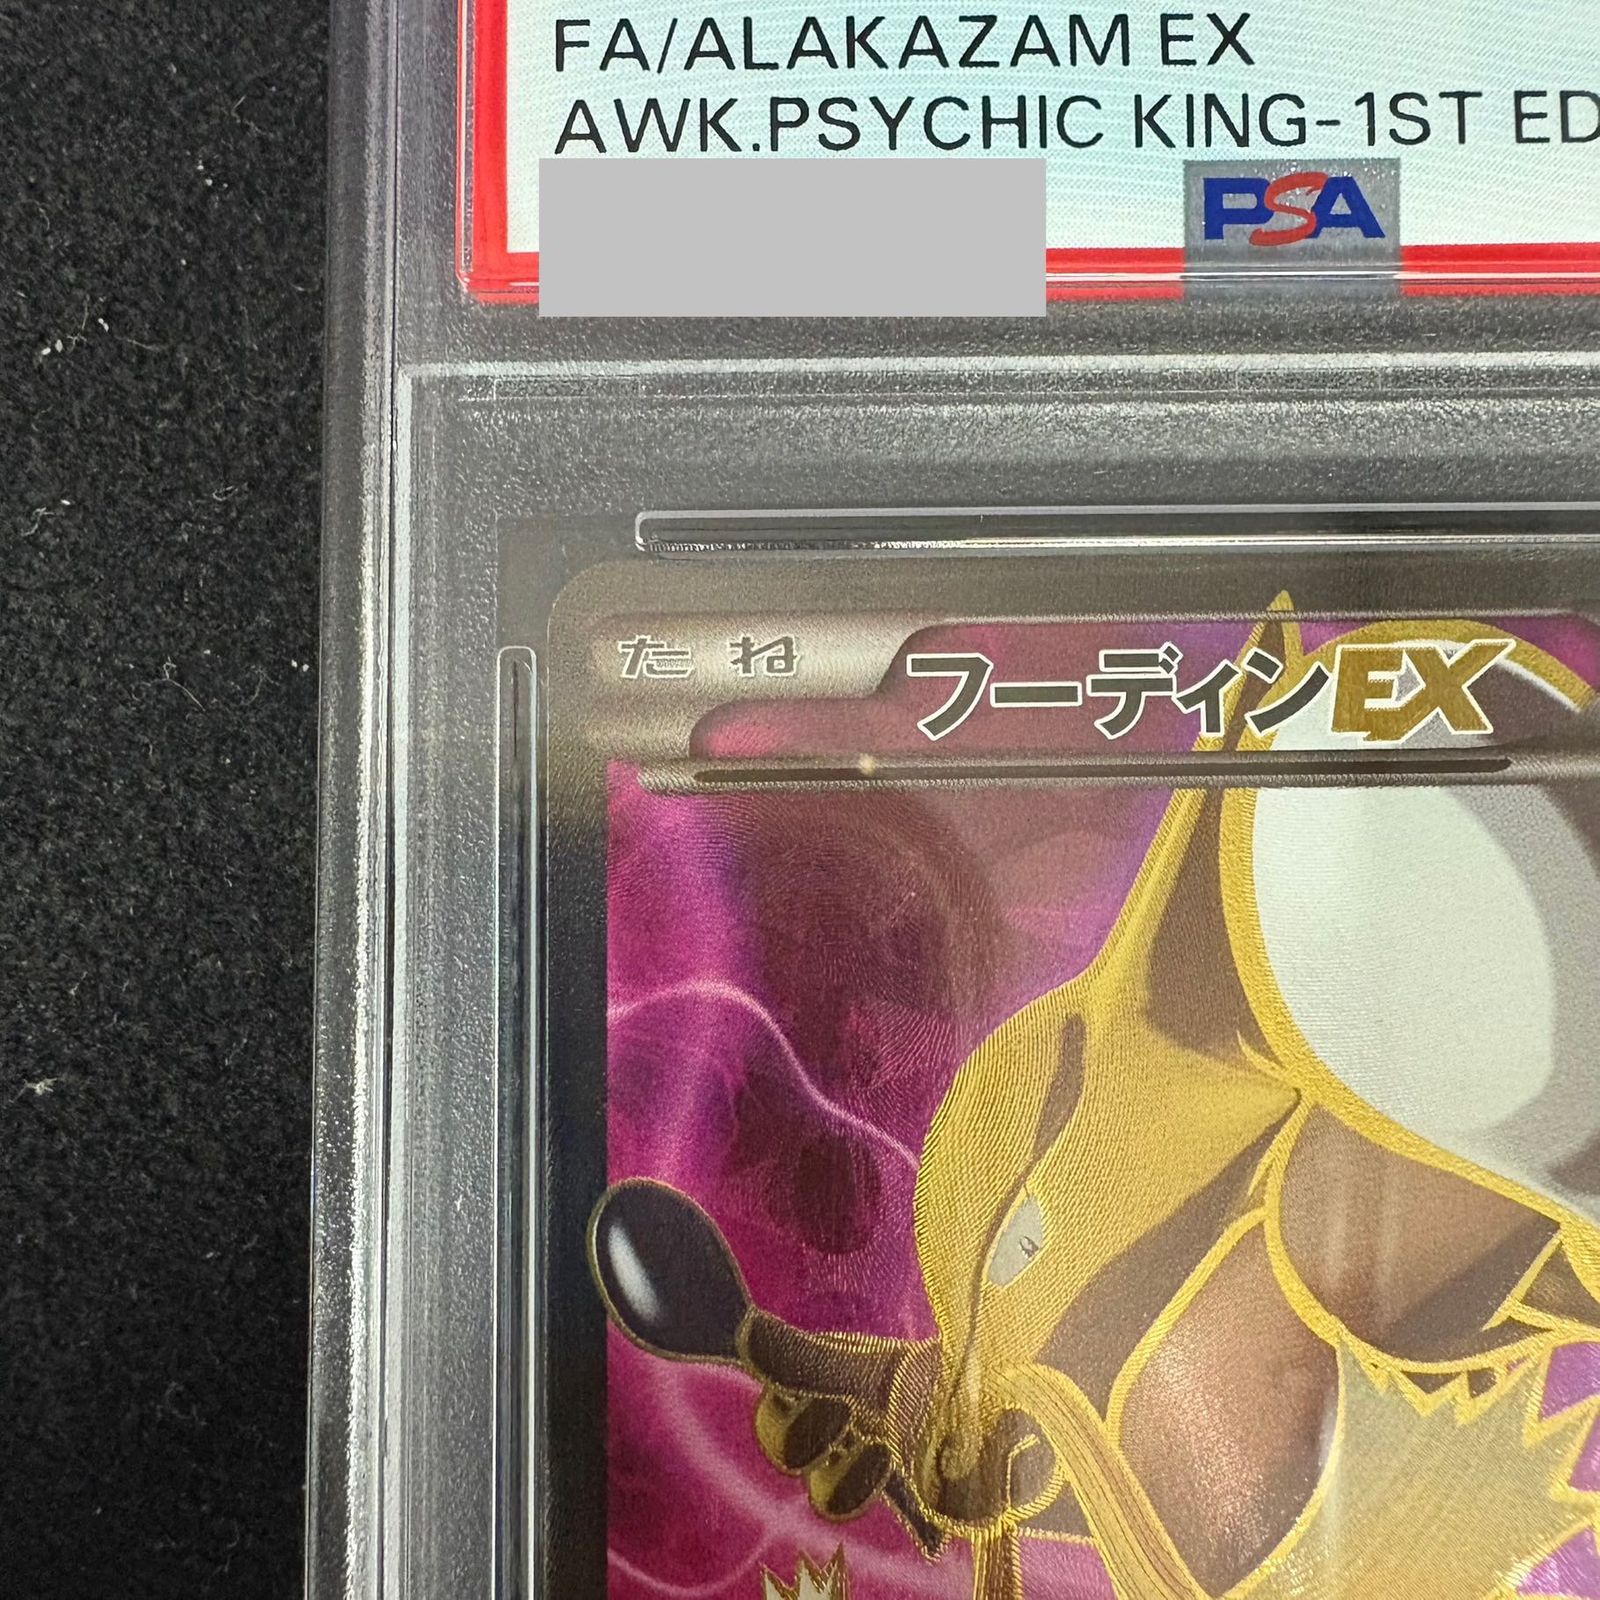 FA/ALAKAZAM EX
AWK.PSYCHIC KING-1ST ED
PSA
たね フーディンEX